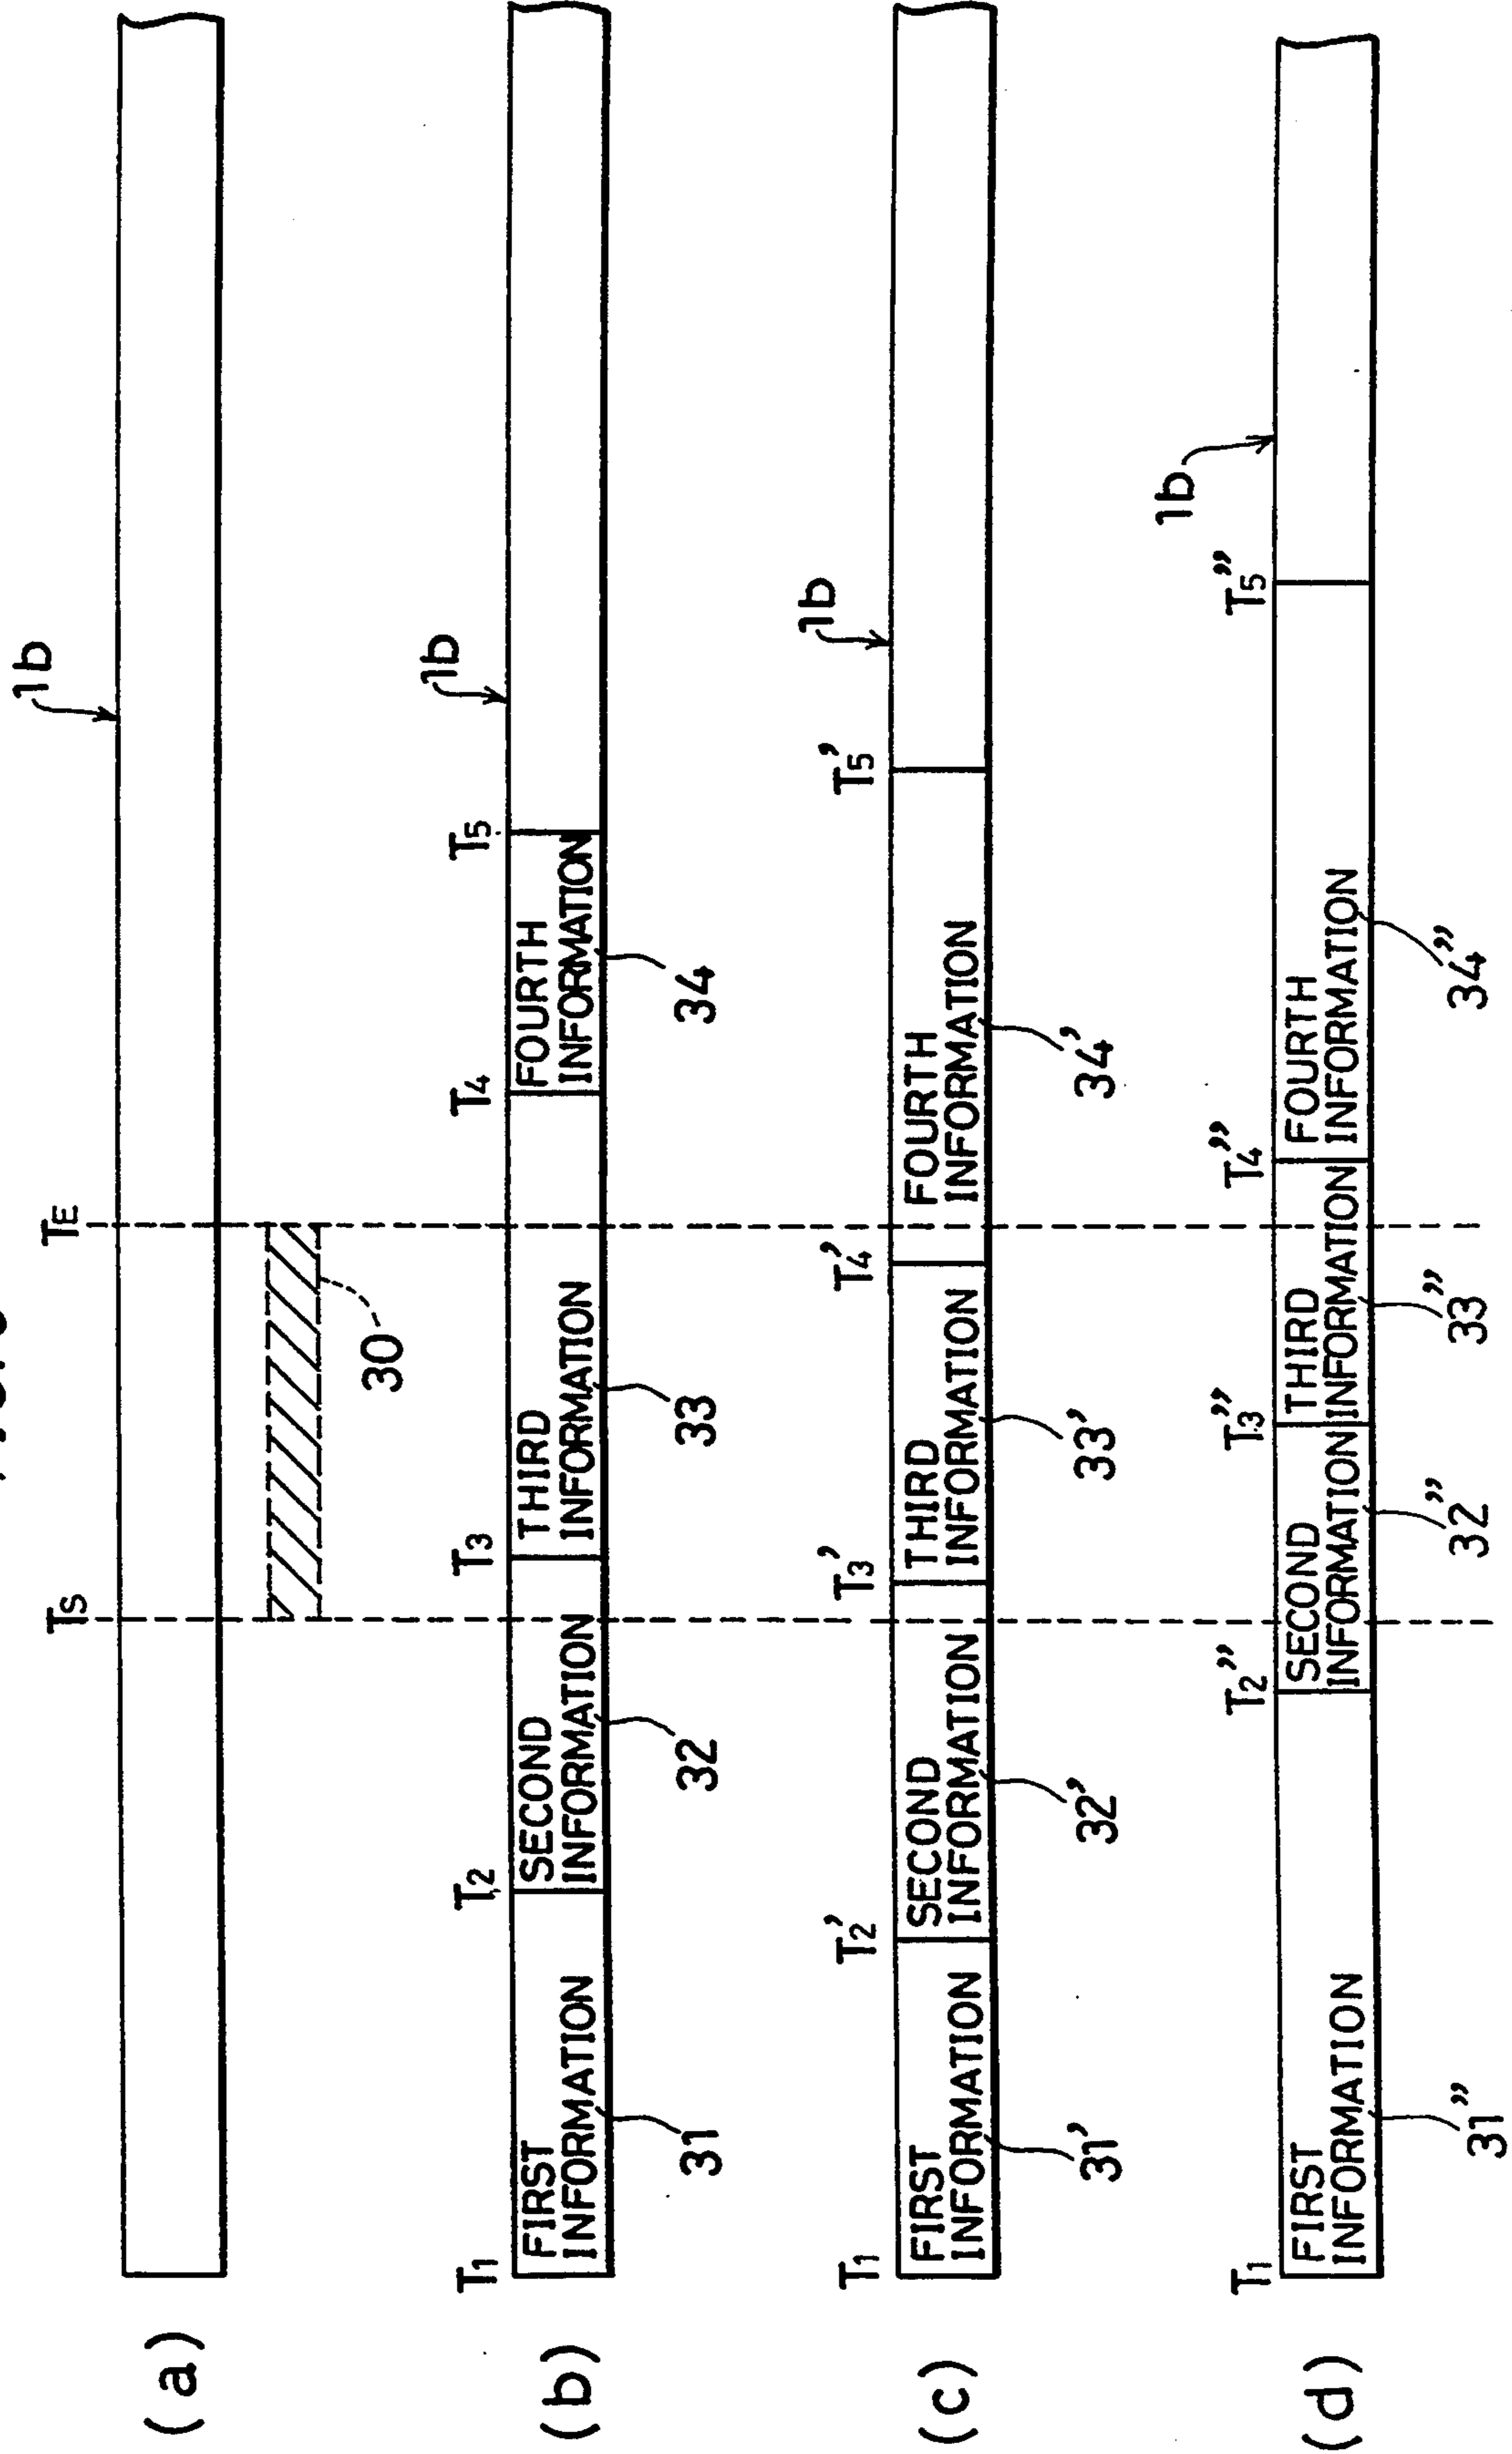 (a)
1b
TS
TE
30
(b)
1b
T1
T2
T3
T4
T5
FIRST
INFORMATION
SECOND
INFORMATION
THIRD
INFORMATION
FOURTH
INFORMATION
31
32
33
34
(c)
1b
T1
T2'
T3'
T4'
T5'
FIRST
INFORMATION
SECOND
INFORMATION
THIRD
INFORMATION
FOURTH
INFORMATION
31'
32'
33'
34'
(d)
1b
T1
T2"
T3"
T4"
T5"
FIRST
INFORMATION
SECOND
INFORMATION
THIRD
INFORMATION
FOURTH
INFORMATION
31"
32"
33"
34"